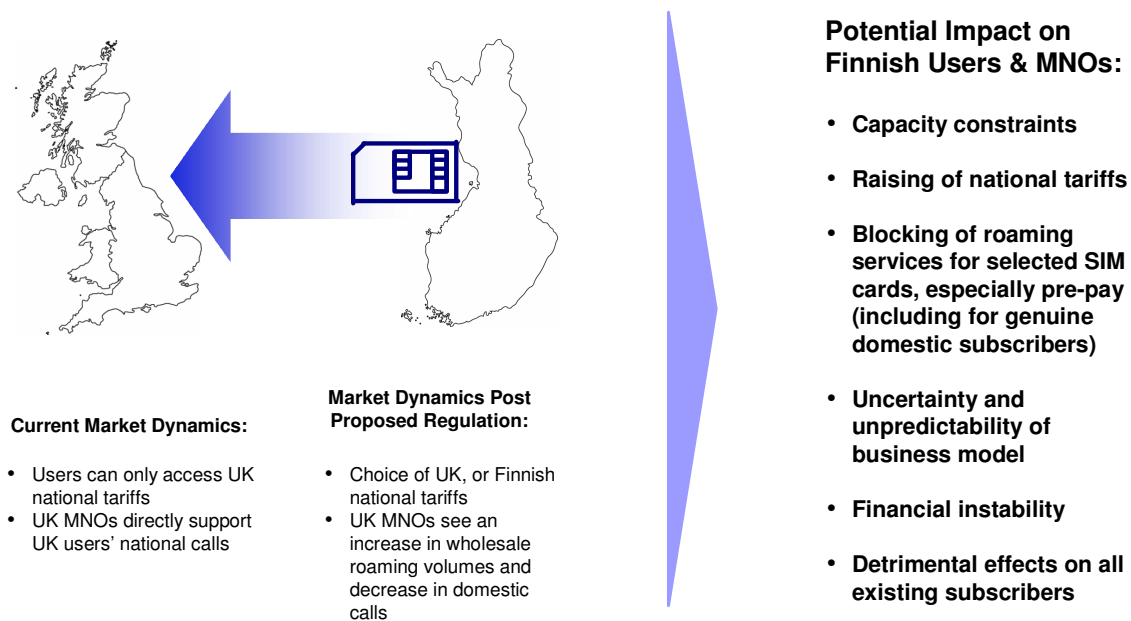 Current Market Dynamics:
• Users can only access UK
national tariffs
• UK MNOs directly support
UK users’ national calls
Market Dynamics Post
Proposed Regulation:
• Choice of UK, or Finnish
national tariffs
• UK MNOs see an
increase in wholesale
roaming volumes and
decrease in domestic
calls
Potential Impact on
Finnish Users & MNOs:
• Capacity constraints
• Raising of national tariffs
• Blocking of roaming
services for selected SIM
cards, especially pre-pay
(including for genuine
domestic subscribers)
• Uncertainty and
unpredictability of
business model
• Financial instability
• Detrimental effects on all
existing subscribers